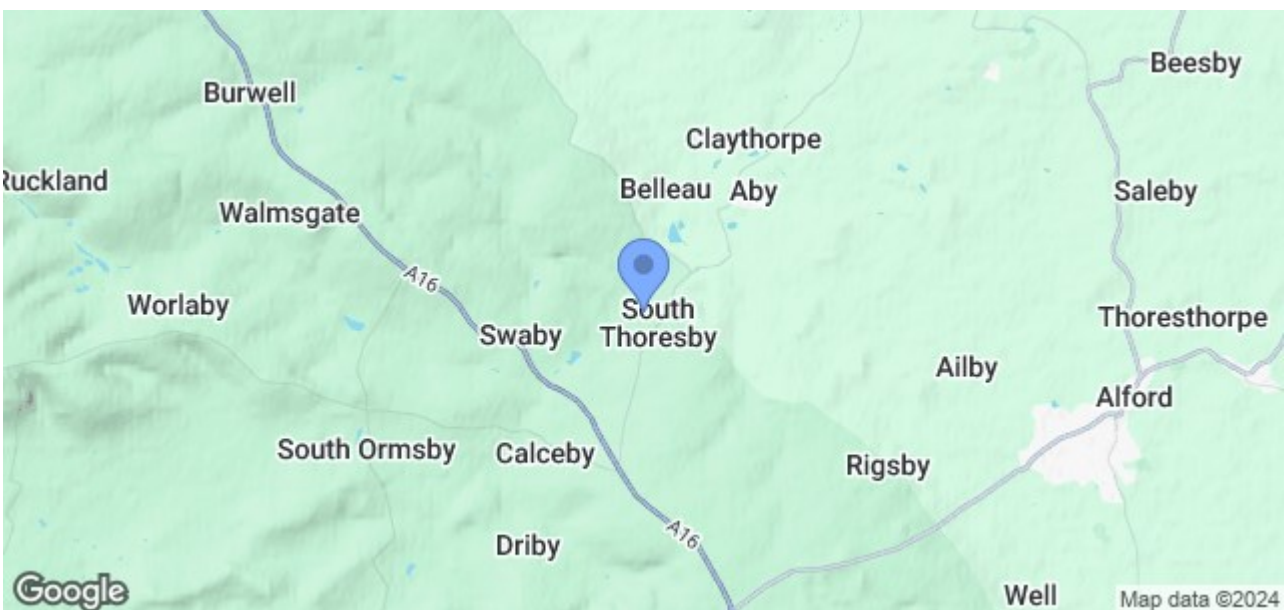 Beesby
Burwell
Claythorpe
Ruckland
Belleau
Aby
Saleby
Walmsgate
A16
Worlaby
South
Thoresby
Thoresthorpe
Swaby
Ailby
Alford
South Ormsby
Calceby
Rigsby
A16
Driby
Well
Google
Map data ©2024